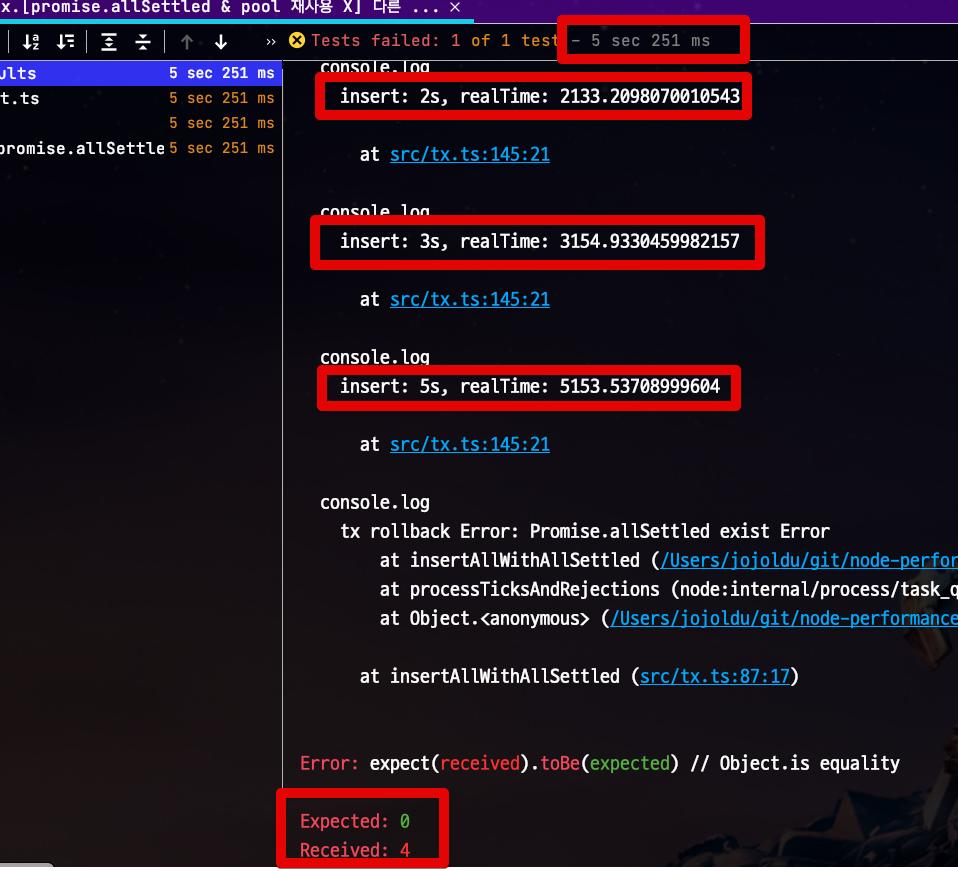 x.[promise.allSettled & pool 재사용 X] 다른 ... ×
Tests failed: 1 of 1 test – 5 sec 251 ms
ults 5 sec 251 ms
t.ts 5 sec 251 ms
5 sec 251 ms
promise.allSettle 5 sec 251 ms
console.log
insert: 2s, realTime: 2133.2098070010543
at src/tx.ts:145:21
console.log
insert: 3s, realTime: 3154.9330459982157
at src/tx.ts:145:21
console.log
insert: 5s, realTime: 5153.53708999604
at src/tx.ts:145:21
console.log
tx rollback Error: Promise.allSettled exist Error
at insertAllWithAllSettled (/Users/jojoldu/git/node-perfor
at processTicksAndRejections (node:internal/process/task_q
at Object.<anonymous> (/Users/jojoldu/git/node-performance
at insertAllWithAllSettled (src/tx.ts:87:17)
Error: expect(received).toBe(expected) // Object.is equality
Expected: 0
Received: 4